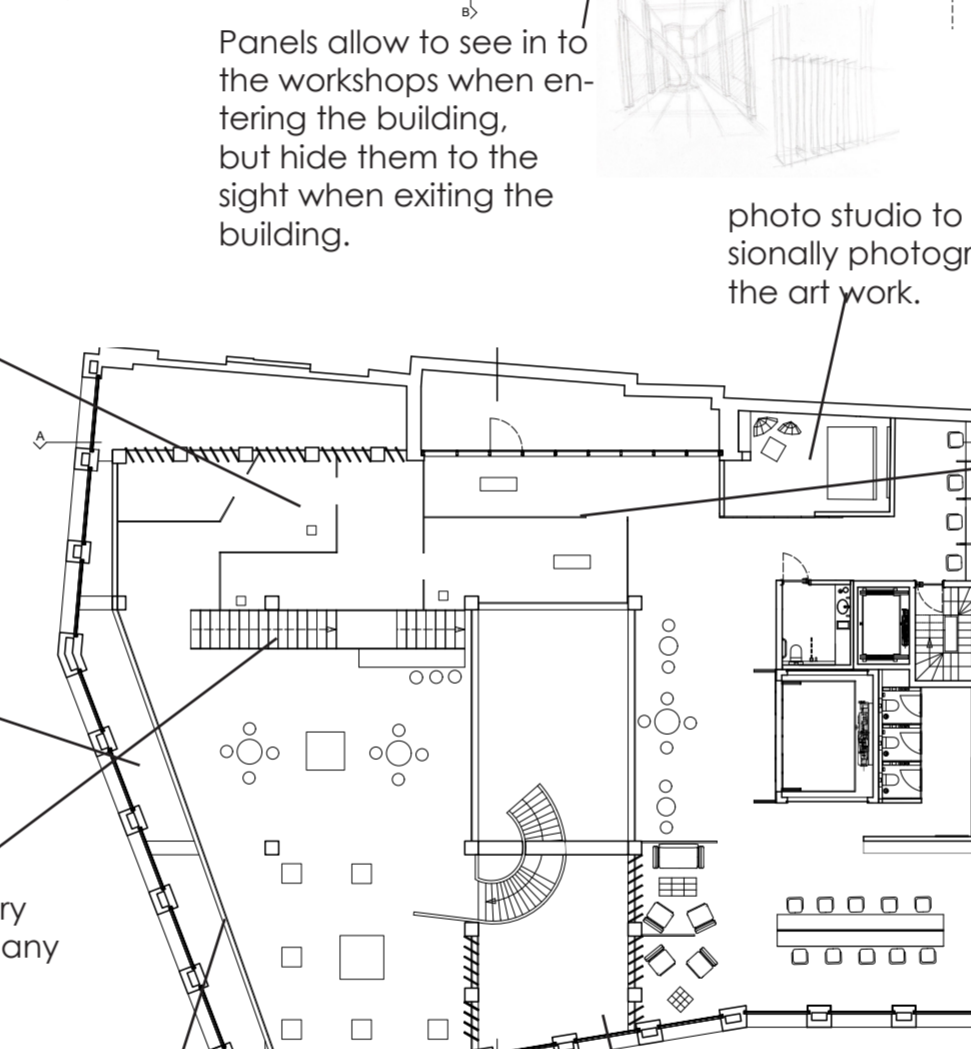 B
Panels allow to see in to
the workshops when en-
tering the building,
but hide them to the
sight when exiting the
building.
photo studio to
sionally photogr
the art work.
A
ry
any